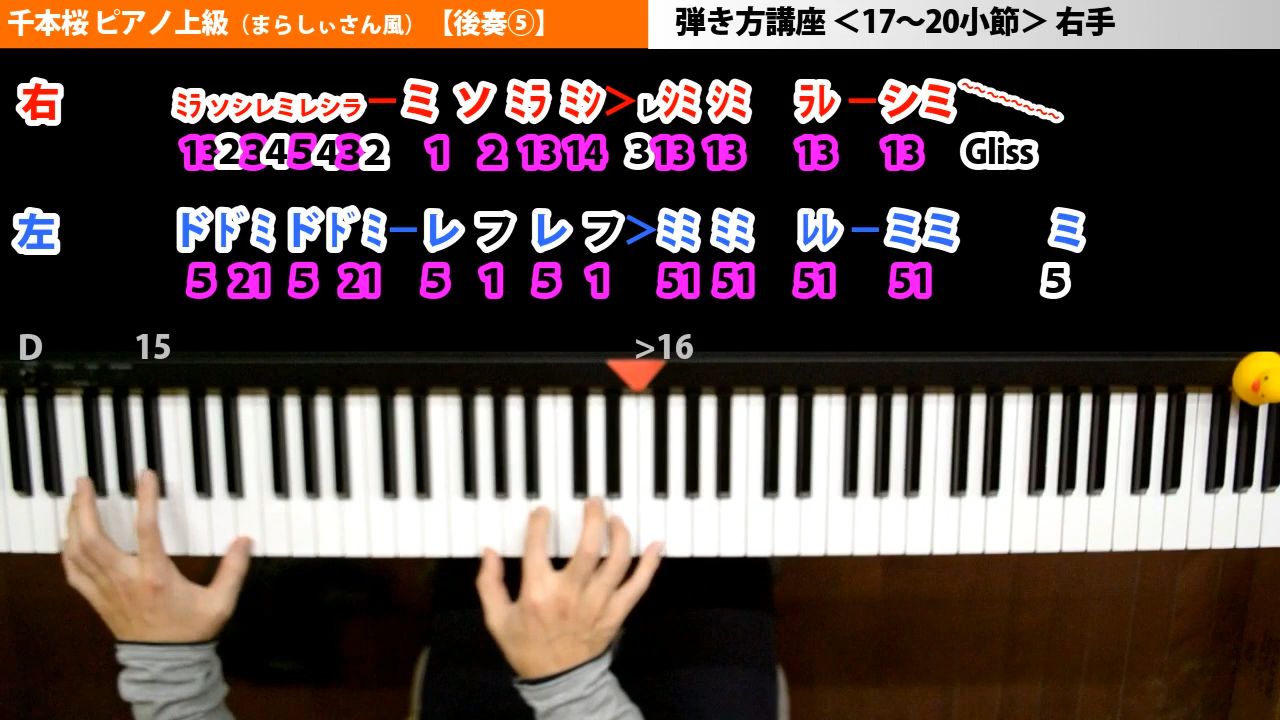 千本桜 ピアノ上級（まらしぃさん風） 【後奏⑤】
弾き方講座 ＜17～20小節＞ 右手
右 ﾐﾗソシレミレシラーミ ソ ﾐﾗ ﾐｼ＞レｼﾐ ｼﾐ ﾗﾚ ーシミ～～～～～～～
13 2 3 4 5 4 3 2 1 2 13 14 3 13 13 13 13 Gliss
左 ドドミ ドドミーレ フ レ フ＞ﾐﾐ ﾐﾐ ﾚﾚ ーミミ ミ
5 21 5 21 5 1 5 1 51 51 51 51 5
D 15 >16